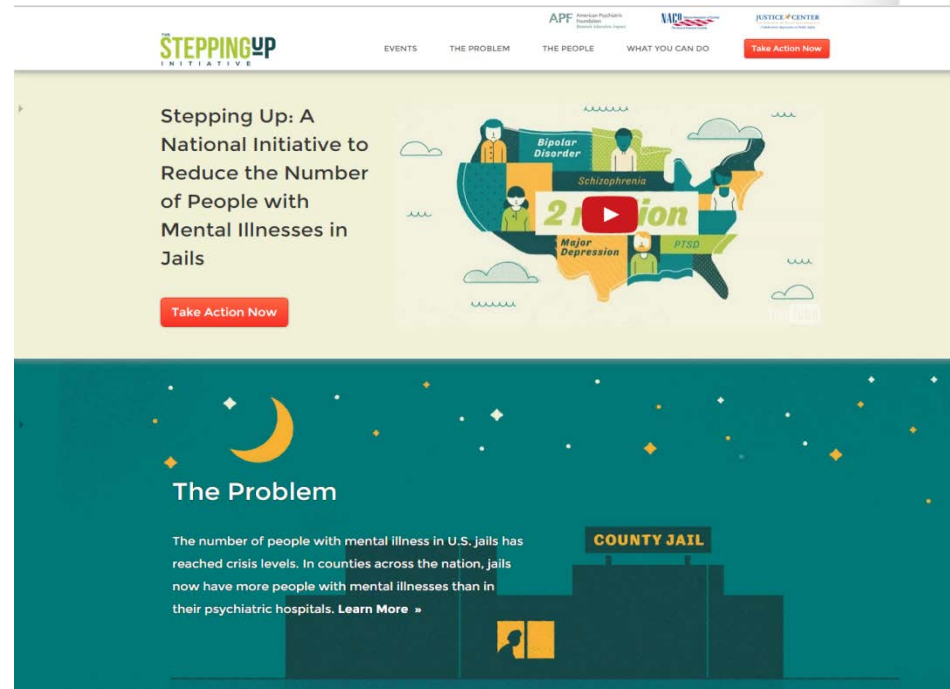 APF American Psychiatric
Foundation
NACo
JUSTICE CENTER
THE
STEPPINGUP
INITIATIVE
EVENTS THE PROBLEM THE PEOPLE WHAT YOU CAN DO Take Action Now
Stepping Up: A
National Initiative to
Reduce the Number
of People with
Mental Illnesses in
Jails
Take Action Now
Bipolar
Disorder
Schizophrenia
2
Major
Depression
PTSD
The Problem
The number of people with mental illness in U.S. jails has
reached crisis levels. In counties across the nation, jails
now have more people with mental illnesses than in
their psychiatric hospitals. Learn More »
COUNTY JAIL